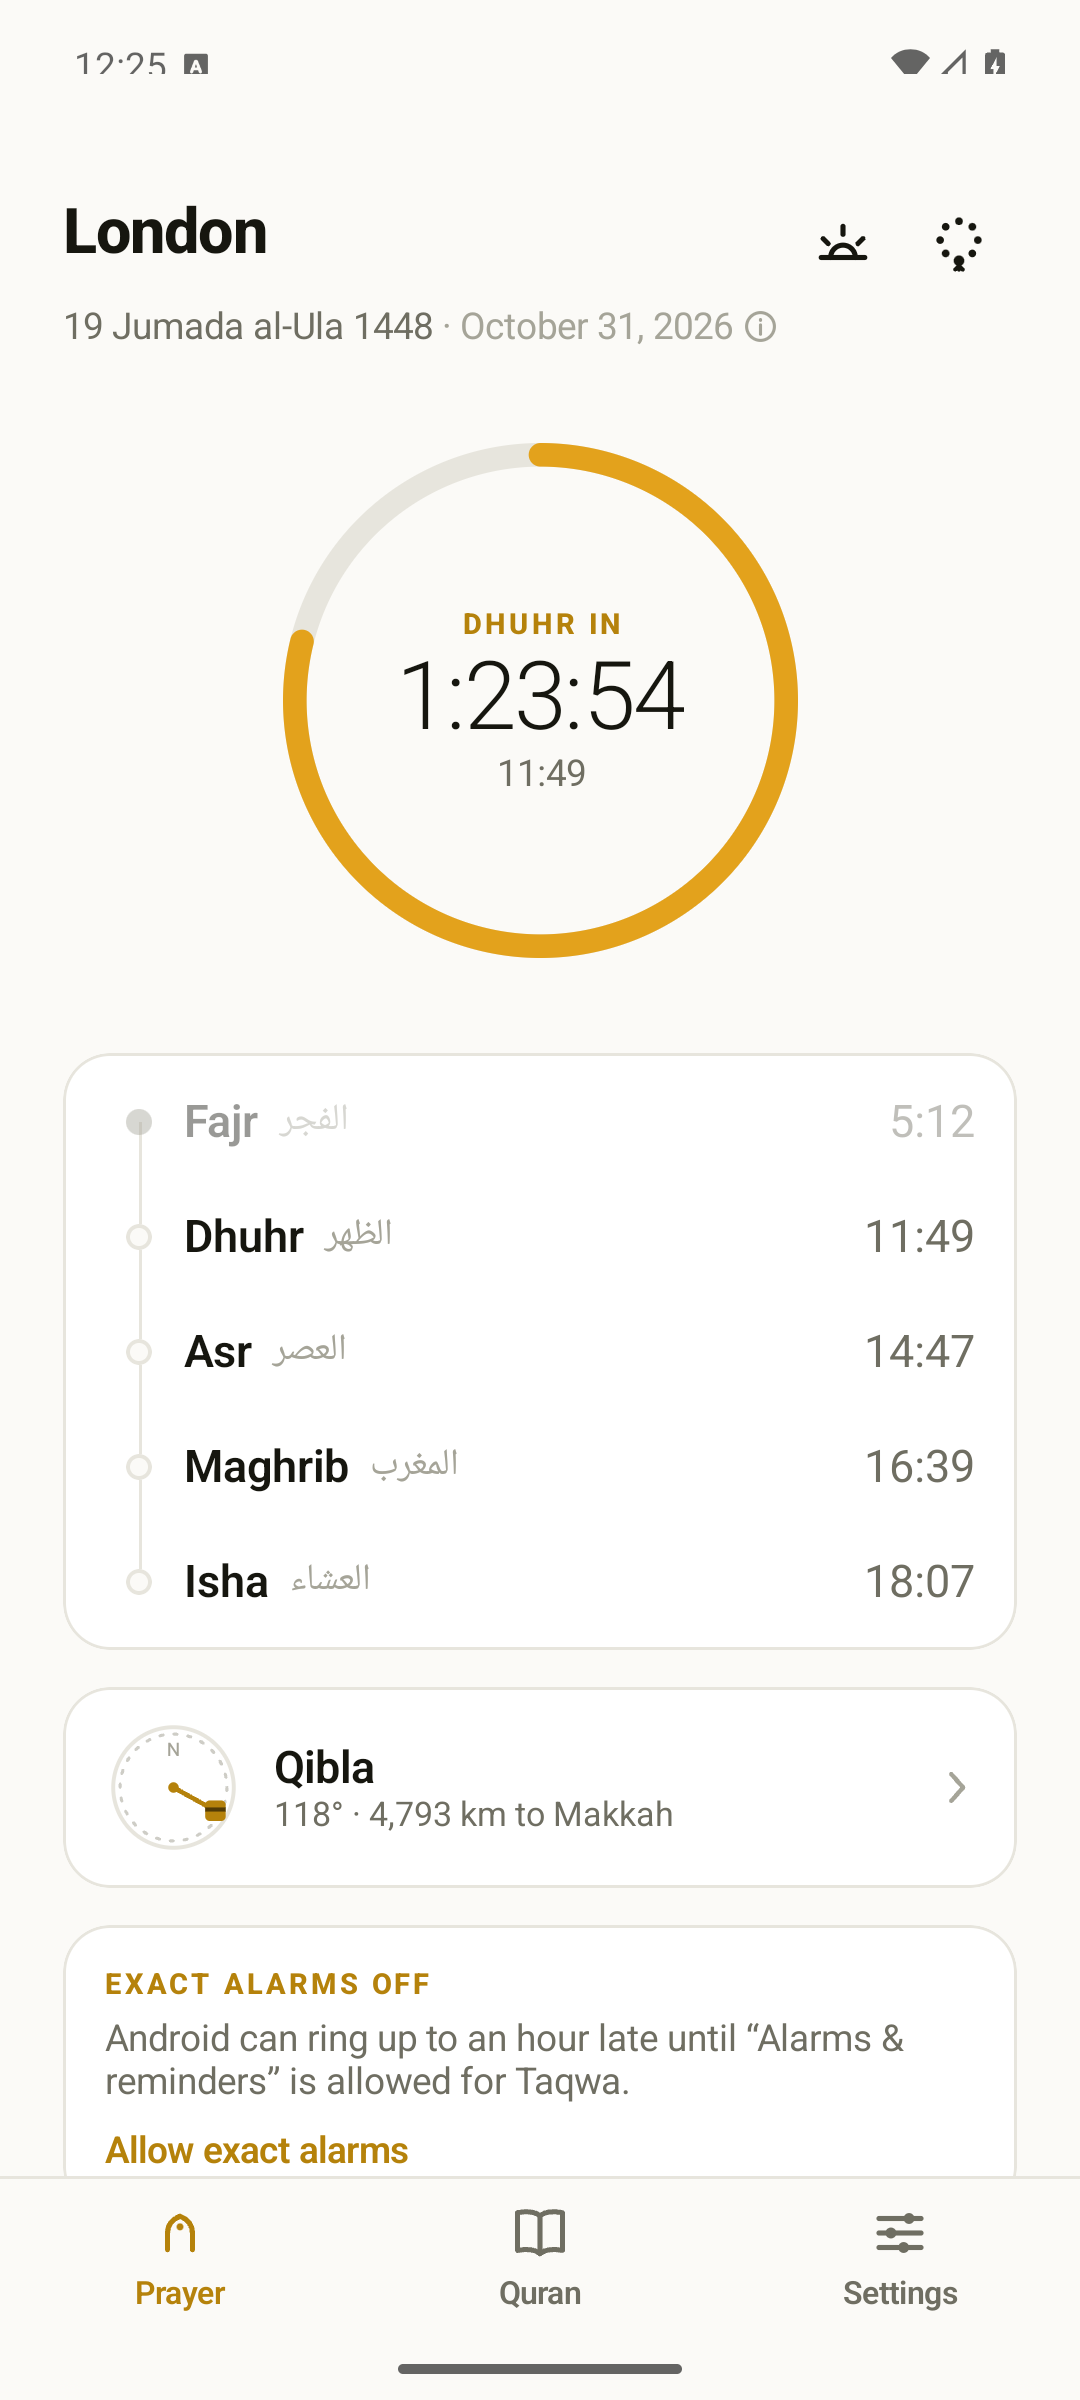 12:25 A
London
19 Jumada al-Ula 1448 · October 31, 2026
DHUHR IN
1:23:54
11:49
Fajr الفجر 5:12
Dhuhr الظهر 11:49
Asr العصر 14:47
Maghrib المغرب 16:39
Isha العشاء 18:07
N
Qibla
118° · 4,793 km to Makkah
EXACT ALARMS OFF
Android can ring up to an hour late until “Alarms &
reminders” is allowed for Taqwa.
Allow exact alarms
Prayer Quran Settings